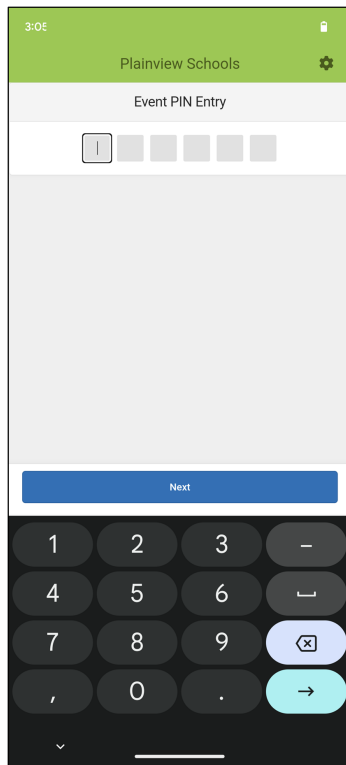 3:05
Plainview Schools
Event PIN Entry
Next
1 2 3 –
4 5 6
7 8 9
, 0 .